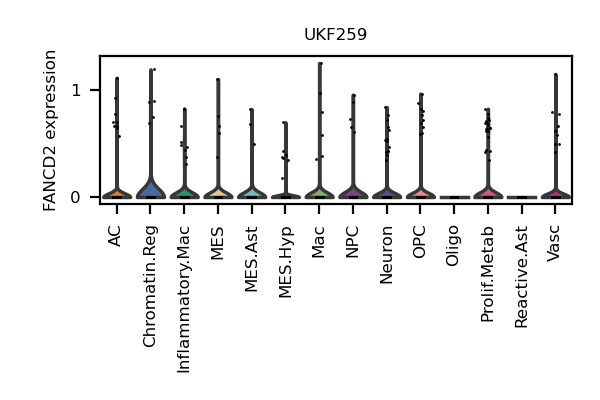 UKF259
FANCD2 expression
1
0
AC
Chromatin.Reg
Inflammatory.Mac
MES
MES.Ast
MES.Hyp
Mac
NPC
Neuron
OPC
Oligo
Prolif.Metab
Reactive.Ast
Vasc